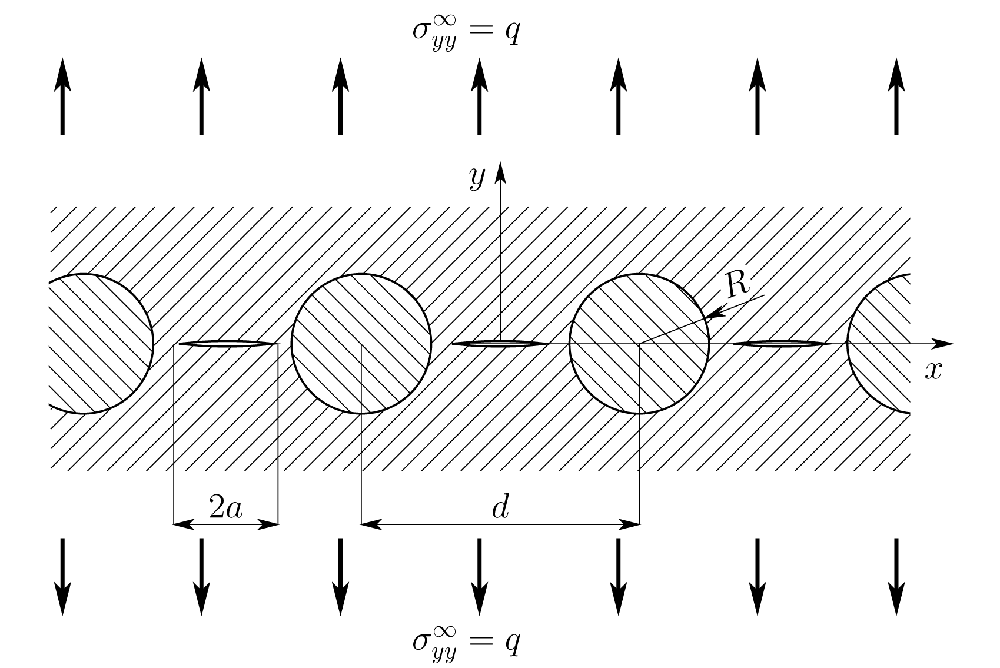 σ_yy^∞ = q
y
R
x
2a
d
σ_yy^∞ = q